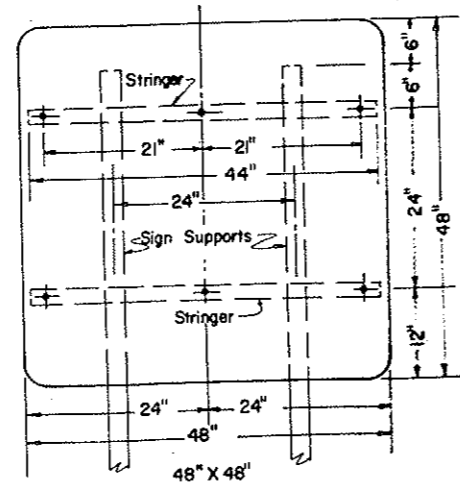 Stringer
6"
6"
21" 21"
44"
24"
24"
48"
Sign Supports
Stringer
12"
24" 24"
48"
48" X 48"